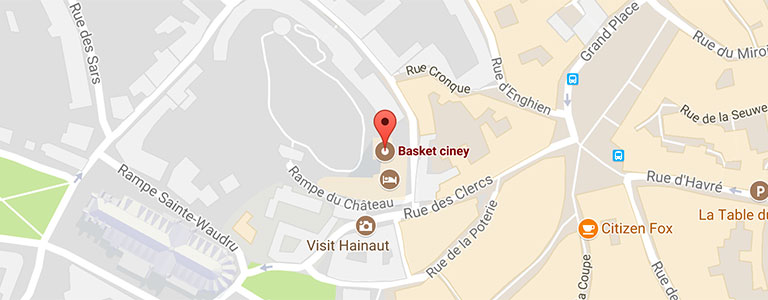 Rue des Sars
Grand Place
Rue du Miroi
Rue Cronque
Rue d'Enghien
Rue de la Seuwe
Basket ciney
Rampe Sainte-Waudru
Rampe du Château
Rue des Clercs
Rue d'Havré
P
La Table du
Visit Hainaut
Rue de la Poterie
Citizen Fox
La Coupe